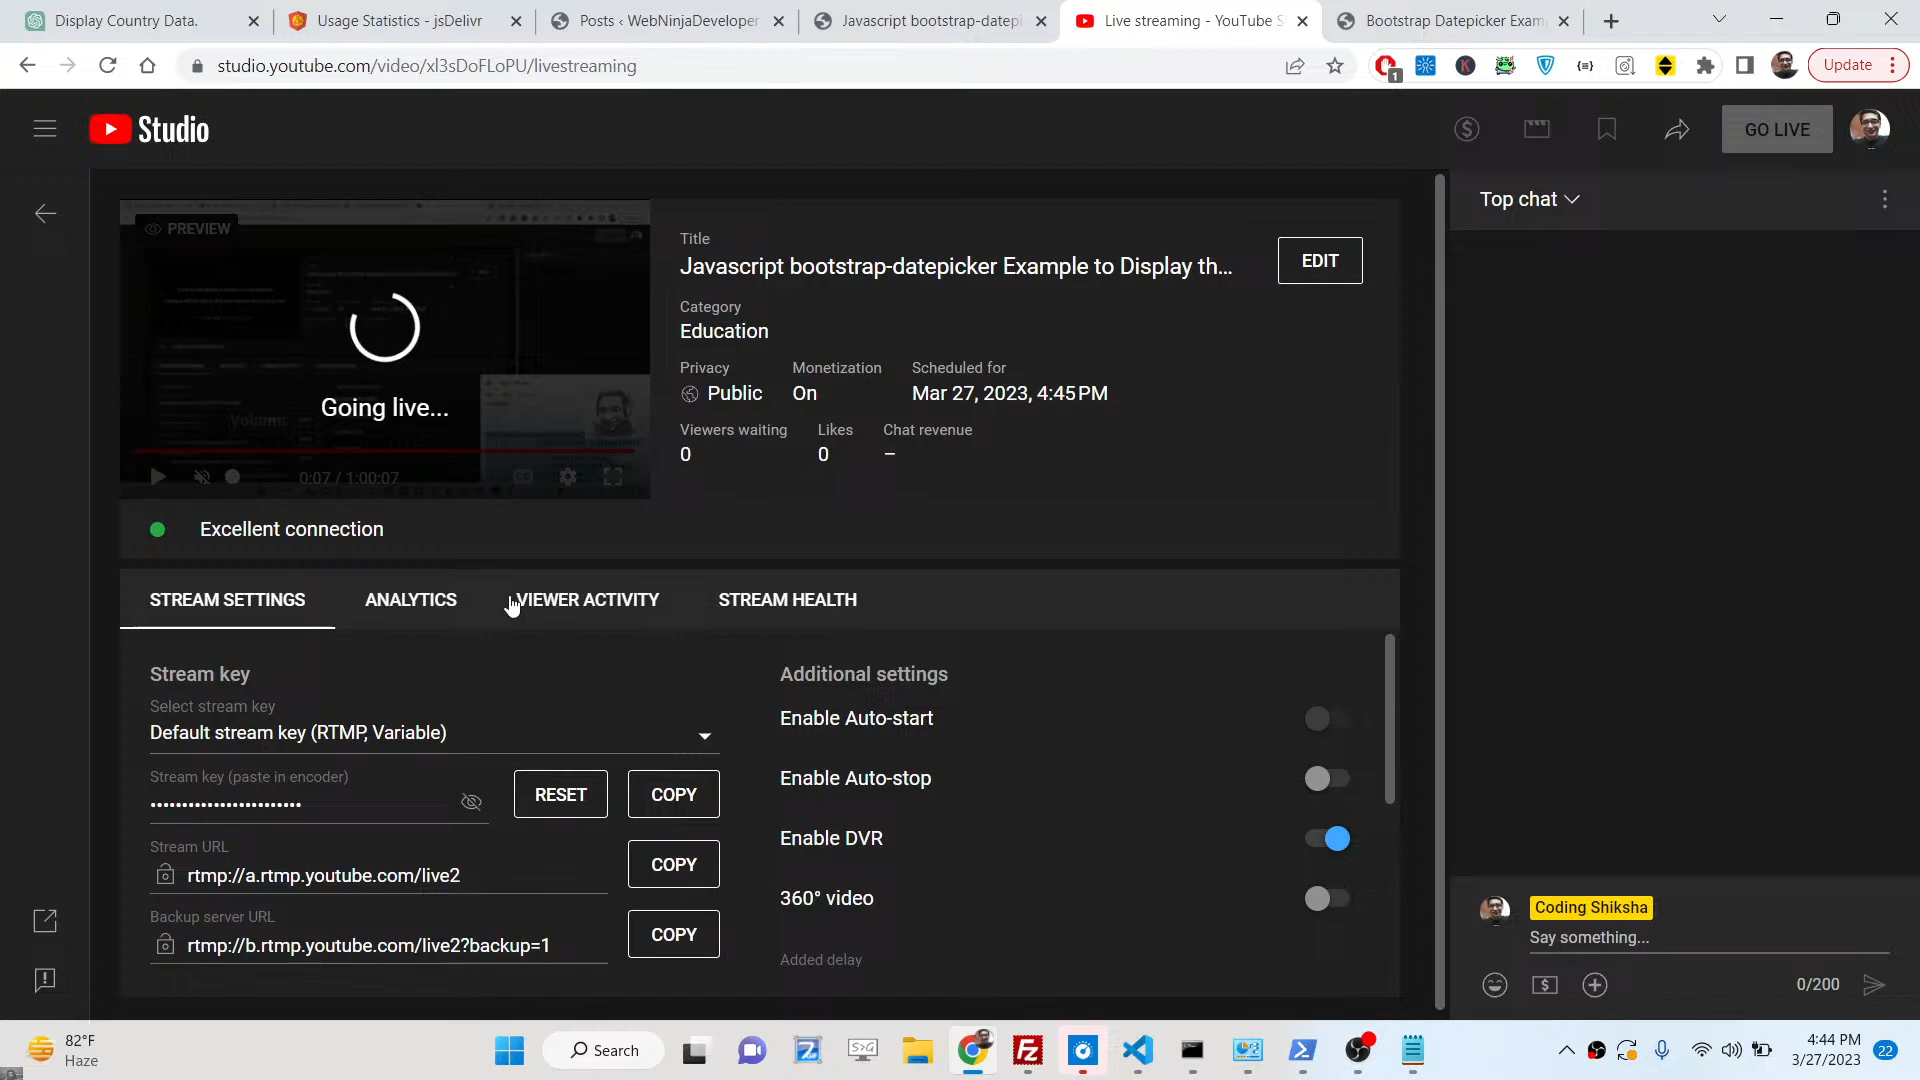 Display Country Data.
Usage Statistics - jsDelivr
Posts ‹ WebNinjaDeveloper
Javascript bootstrap-datepi
Live streaming - YouTube S
Bootstrap Datepicker Exam
studio.youtube.com/video/xl3sDoFLoPU/livestreaming
1
Update
Studio
GO LIVE
Top chat
PREVIEW
Going live...
0:07 / 1:00:07
Title
Javascript bootstrap-datepicker Example to Display th...
EDIT
Category
Education
Privacy
Monetization
Scheduled for
Public
On
Mar 27, 2023, 4:45 PM
Viewers waiting
Likes
Chat revenue
0
0
–
Excellent connection
STREAM SETTINGS
ANALYTICS
VIEWER ACTIVITY
STREAM HEALTH
Stream key
Select stream key
Default stream key (RTMP, Variable)
Stream key (paste in encoder)
••••••••••••••••••••••••
RESET
COPY
Stream URL
rtmp://a.rtmp.youtube.com/live2
COPY
Backup server URL
rtmp://b.rtmp.youtube.com/live2?backup=1
COPY
Additional settings
Enable Auto-start
Enable Auto-stop
Enable DVR
360° video
Added delay
Coding Shiksha
Say something...
0/200
82°F
Haze
Search
4:44 PM
3/27/2023
22